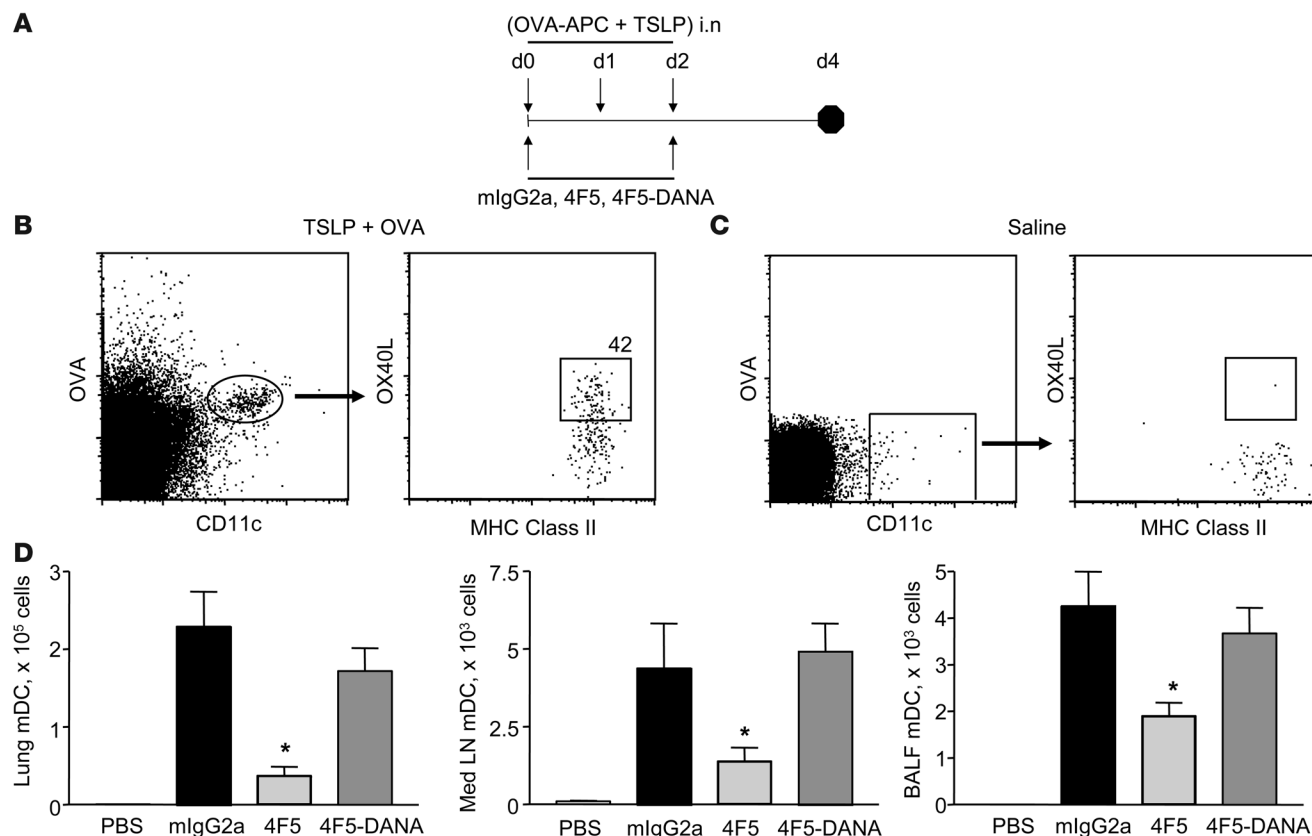 A
(OVA-APC + TSLP) i.n
d0 d1 d2 d4
mIgG2a, 4F5, 4F5-DANA
B
TSLP + OVA
OVA
CD11c
OX40L
42
MHC Class II
C
Saline
OVA
CD11c
OX40L
MHC Class II
D
Lung mDC, x 10⁵ cells
3
2
1
0
*
PBS mIgG2a 4F5 4F5-DANA
Med LN mDC, x 10³ cells
7.5
5
2.5
0
*
PBS mIgG2a 4F5 4F5-DANA
BALF mDC, x 10³ cells
5
4
3
2
1
0
*
PBS mIgG2a 4F5 4F5-DANA